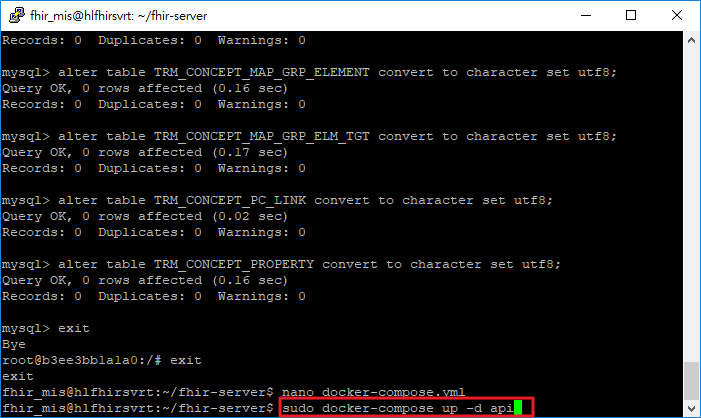 fhir_mis@hlfhirsvrt: ~/fhir-server
Records: 0  Duplicates: 0  Warnings: 0
mysql> alter table TRM_CONCEPT_MAP_GRP_ELEMENT convert to character set utf8;
Query OK, 0 rows affected (0.16 sec)
Records: 0  Duplicates: 0  Warnings: 0
mysql> alter table TRM_CONCEPT_MAP_GRP_ELM_TGT convert to character set utf8;
Query OK, 0 rows affected (0.17 sec)
Records: 0  Duplicates: 0  Warnings: 0
mysql> alter table TRM_CONCEPT_PC_LINK convert to character set utf8;
Query OK, 0 rows affected (0.02 sec)
Records: 0  Duplicates: 0  Warnings: 0
mysql> alter table TRM_CONCEPT_PROPERTY convert to character set utf8;
Query OK, 0 rows affected (0.16 sec)
Records: 0  Duplicates: 0  Warnings: 0
mysql> exit
Bye
root@b3ee3bb1a1a0:/# exit
exit
fhir_mis@hlfhirsvrt:~/fhir-server$ nano docker-compose.yml
fhir_mis@hlfhirsvrt:~/fhir-server$ sudo docker-compose up -d api